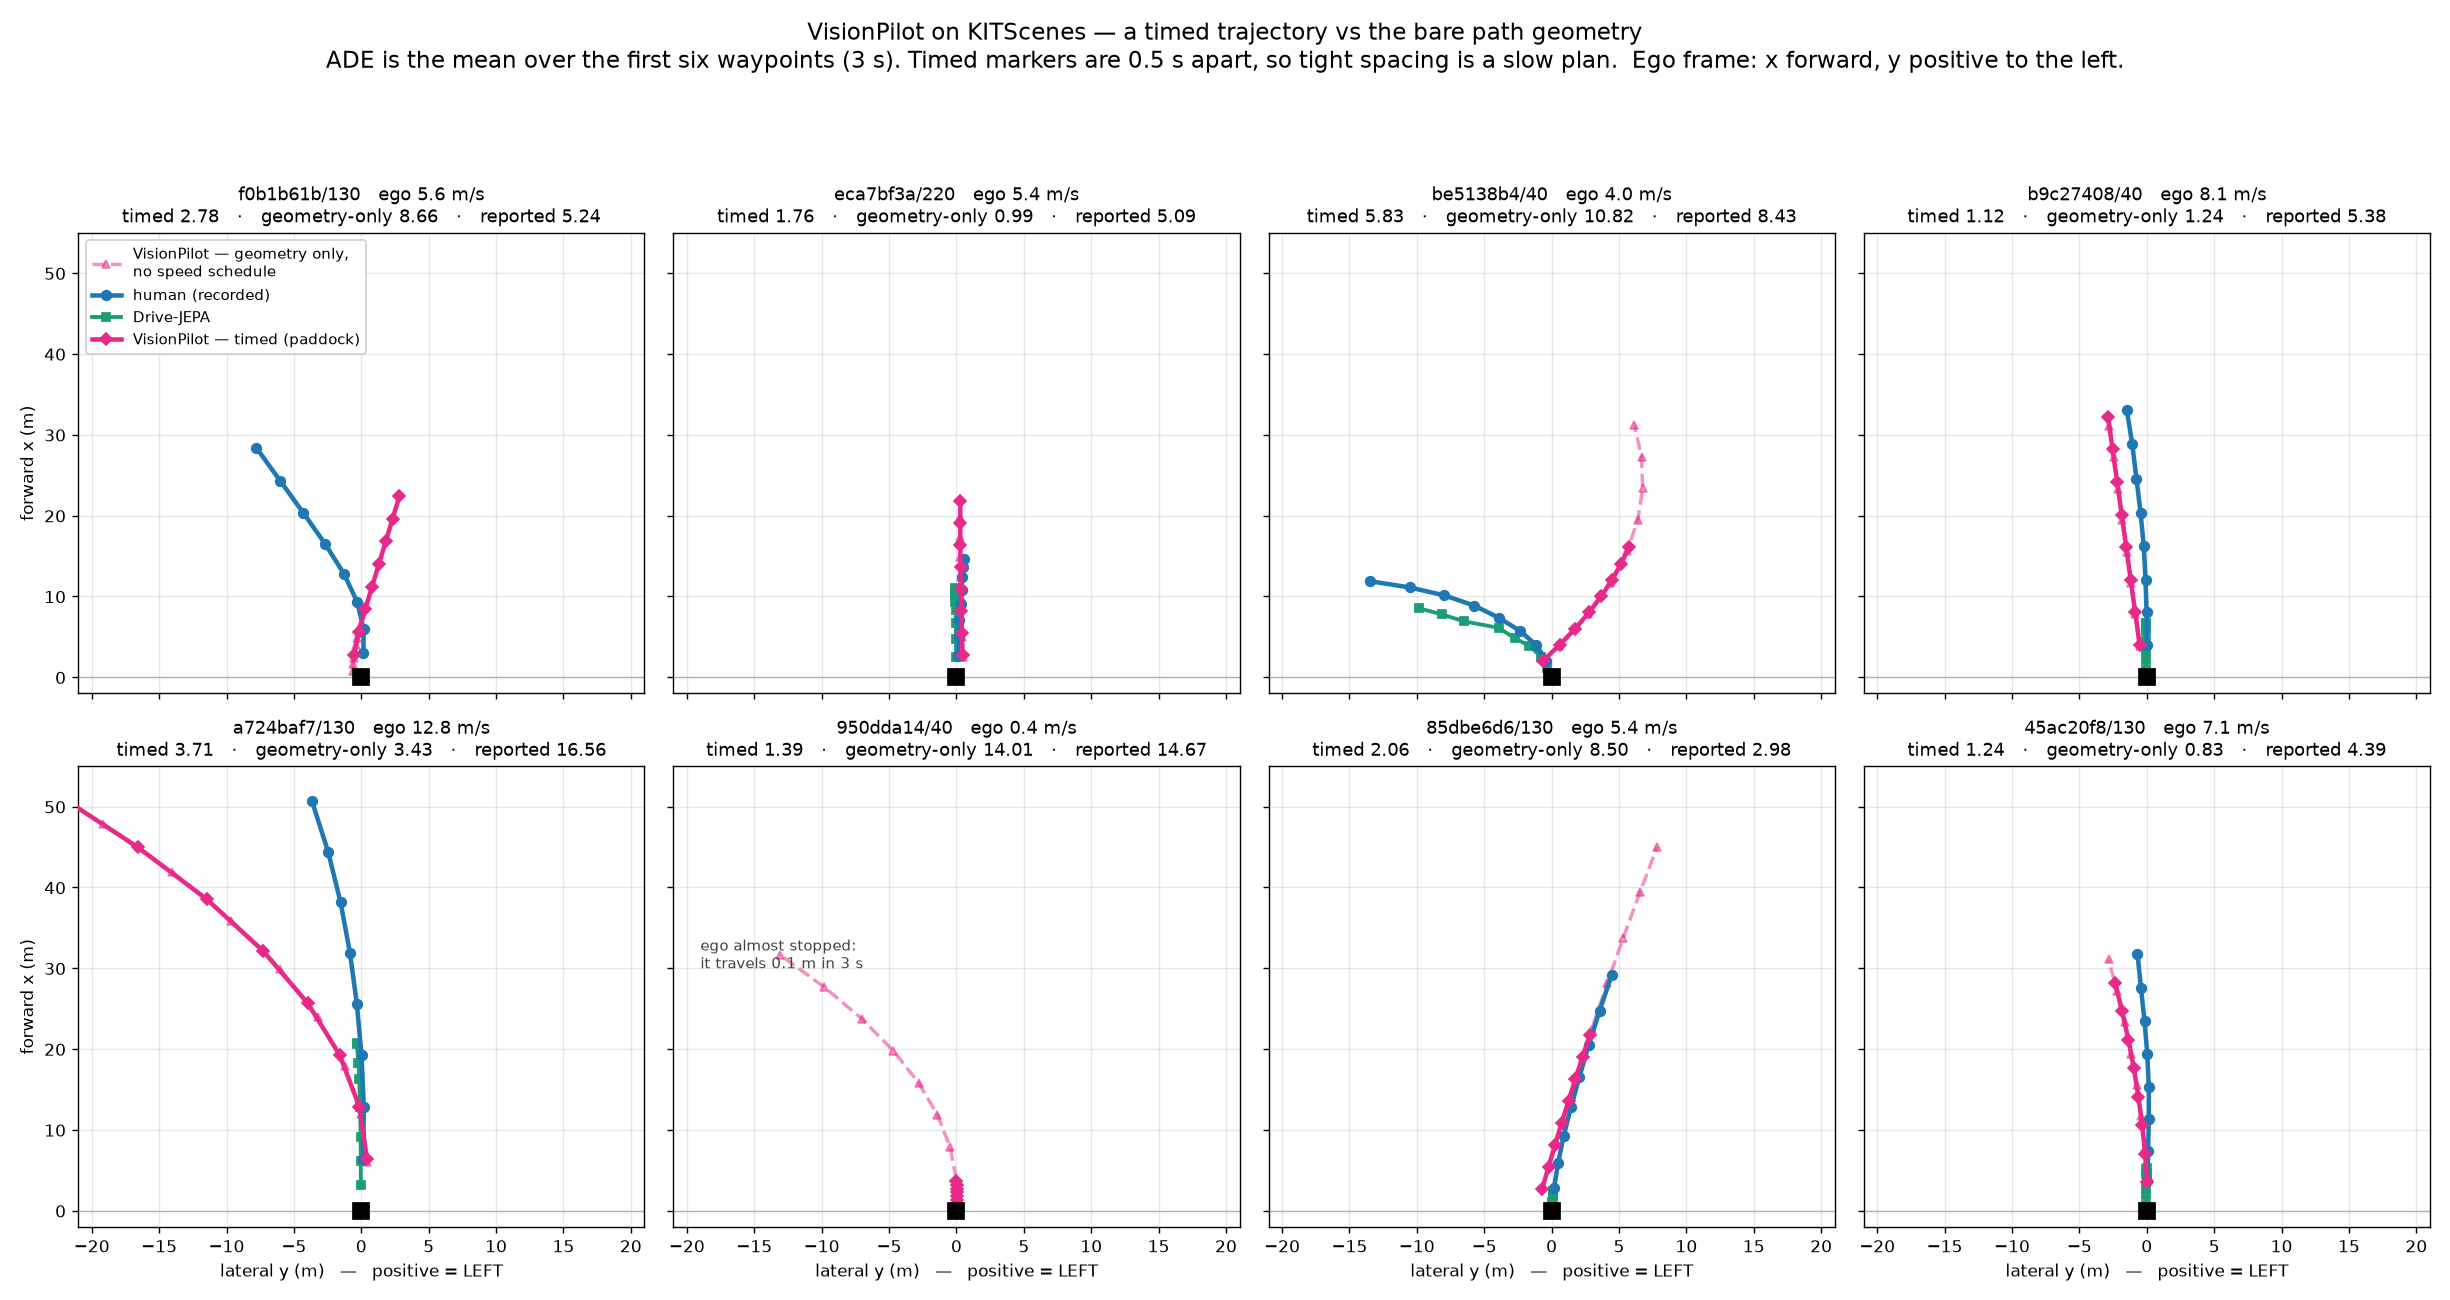 VisionPilot on KITScenes — a timed trajectory vs the bare path geometry
ADE is the mean over the first six waypoints (3 s). Timed markers are 0.5 s apart, so tight spacing is a slow plan.  Ego frame: x forward, y positive to the left.
f0b1b61b/130   ego 5.6 m/s
timed 2.78   ·   geometry-only 8.66   ·   reported 5.24
VisionPilot — geometry only,
no speed schedule
human (recorded)
Drive-JEPA
VisionPilot — timed (paddock)
50
40
30
20
10
0
forward x (m)
eca7bf3a/220   ego 5.4 m/s
timed 1.76   ·   geometry-only 0.99   ·   reported 5.09
be5138b4/40   ego 4.0 m/s
timed 5.83   ·   geometry-only 10.82   ·   reported 8.43
b9c27408/40   ego 8.1 m/s
timed 1.12   ·   geometry-only 1.24   ·   reported 5.38
a724baf7/130   ego 12.8 m/s
timed 3.71   ·   geometry-only 3.43   ·   reported 16.56
50
40
30
20
10
0
forward x (m)
−20 −15 −10 −5 0 5 10 15 20
lateral y (m)   —   positive = LEFT
950dda14/40   ego 0.4 m/s
timed 1.39   ·   geometry-only 14.01   ·   reported 14.67
ego almost stopped:
it travels 0.1 m in 3 s
−20 −15 −10 −5 0 5 10 15 20
lateral y (m)   —   positive = LEFT
85dbe6d6/130   ego 5.4 m/s
timed 2.06   ·   geometry-only 8.50   ·   reported 2.98
−20 −15 −10 −5 0 5 10 15 20
lateral y (m)   —   positive = LEFT
45ac20f8/130   ego 7.1 m/s
timed 1.24   ·   geometry-only 0.83   ·   reported 4.39
−20 −15 −10 −5 0 5 10 15 20
lateral y (m)   —   positive = LEFT